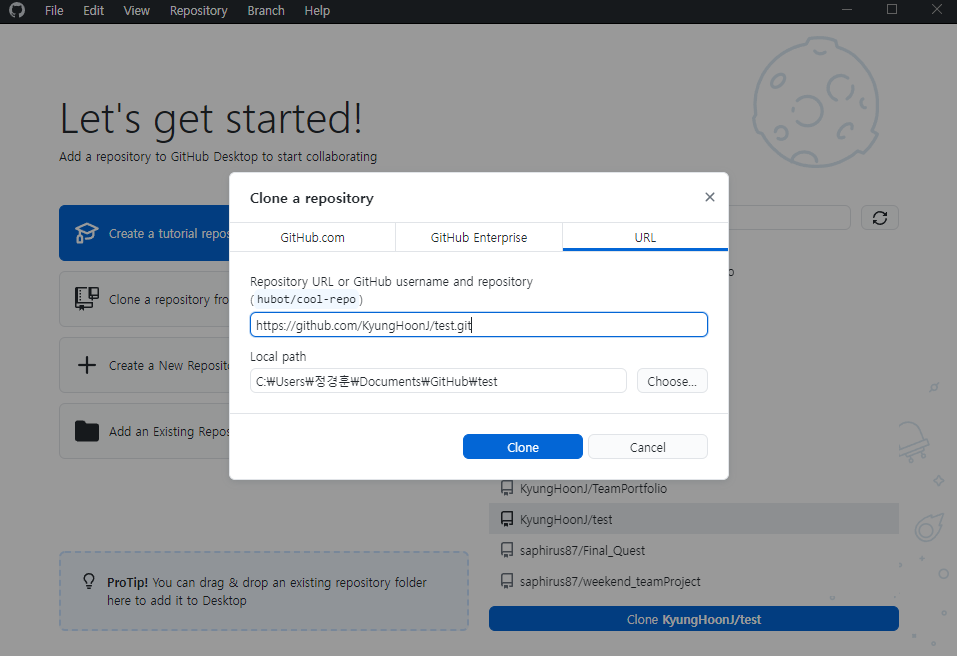 File Edit View Repository Branch Help
Let's get started!
Add a repository to GitHub Desktop to start collaborating
Create a tutorial repos
Clone a repository fro
Create a New Reposito
Add an Existing Repos
ProTip! You can drag & drop an existing repository folder
here to add it to Desktop
Clone a repository
GitHub.com GitHub Enterprise URL
Repository URL or GitHub username and repository
(hubot/cool-repo)
https://github.com/KyungHoonJ/test.git
Local path
C:₩Users₩정경훈₩Documents₩GitHub₩test
Choose...
Clone Cancel
KyungHoonJ/TeamPortfolio
KyungHoonJ/test
saphirus87/Final_Quest
saphirus87/weekend_teamProject
Clone KyungHoonJ/test